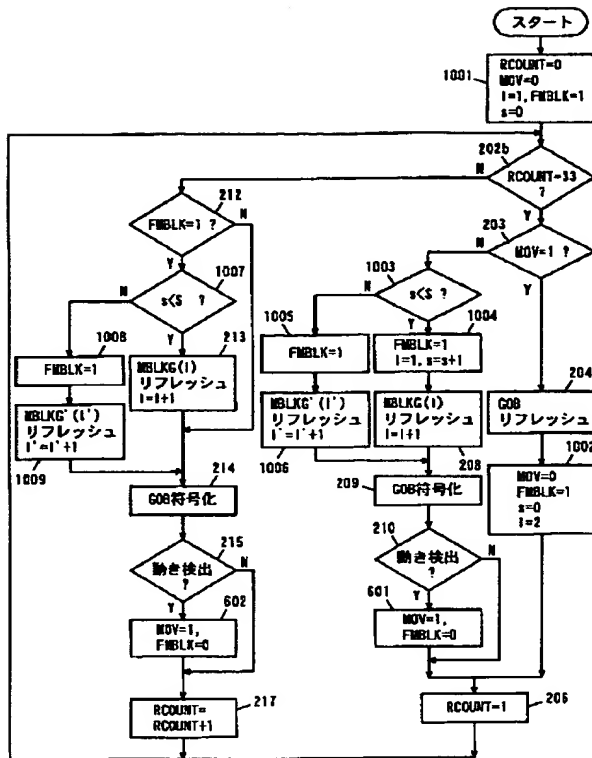 スタート
1001
RCOUNT=0
MOV=0
I=1,FMBLK=1
s=0
202b
RCOUNT=33
?
N
Y
212
FMBLK=1 ?
N
Y
203
MOV=1 ?
N
Y
1007
s<S ?
N
Y
1003
s<S ?
N
Y
1008
FMBLK=1
213
MBLKG(I)
リフレッシュ
I=I+1
1005
FMBLK=1
1004
FMBLK=1
I=1, s=s+1
204
GOB
リフレッシュ
MBLKG'(I')
リフレッシュ
I'=I'+1
1009
MBLKG'(I')
リフレッシュ
I'=I'+1
1006
MBLKG(I)
リフレッシュ
I=I+1
208
1002
MOV=0
FMBLK=1
s=0
I=2
214
GOB符号化
209
GOB符号化
215
動き検出
?
N
Y
210
動き検出
?
N
Y
602
MOV=1,
FMBLK=0
601
MOV=1,
FMBLK=0
RCOUNT=
RCOUNT+1
217
RCOUNT=1
206